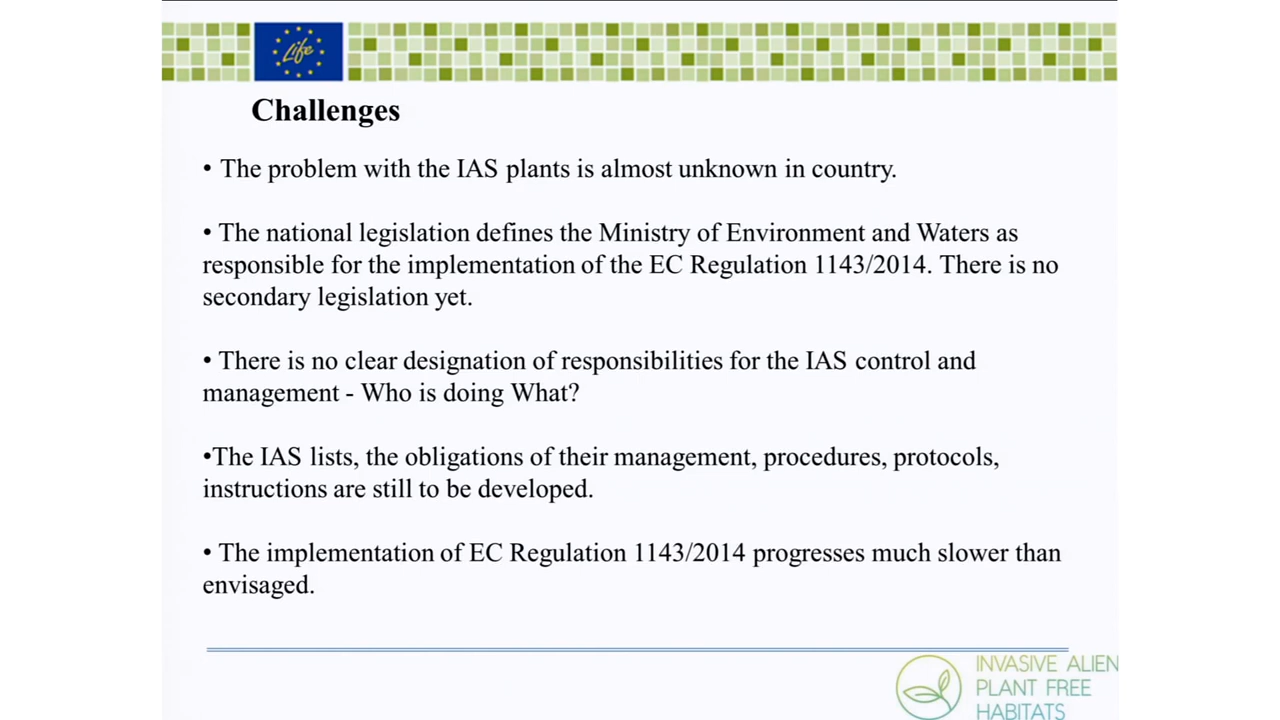 Life
Challenges
• The problem with the IAS plants is almost unknown in country.
• The national legislation defines the Ministry of Environment and Waters as
responsible for the implementation of the EC Regulation 1143/2014. There is no
secondary legislation yet.
• There is no clear designation of responsibilities for the IAS control and
management - Who is doing What?
•The IAS lists, the obligations of their management, procedures, protocols,
instructions are still to be developed.
• The implementation of EC Regulation 1143/2014 progresses much slower than
envisaged.
INVASIVE ALIEN
PLANT FREE
HABITATS